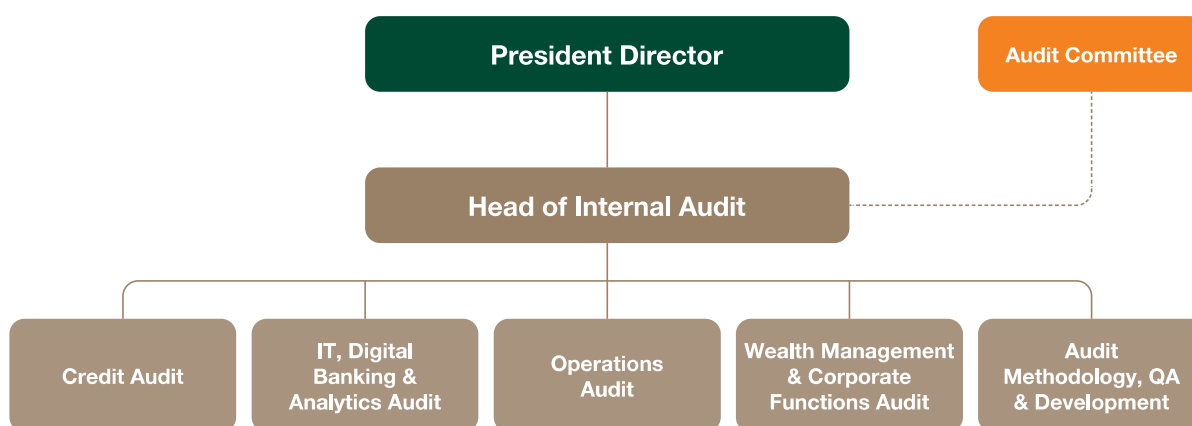 President Director
Audit Committee
Head of Internal Audit
Credit Audit
IT, Digital
Banking &
Analytics Audit
Operations
Audit
Wealth Management
& Corporate
Functions Audit
Audit
Methodology, QA
& Development